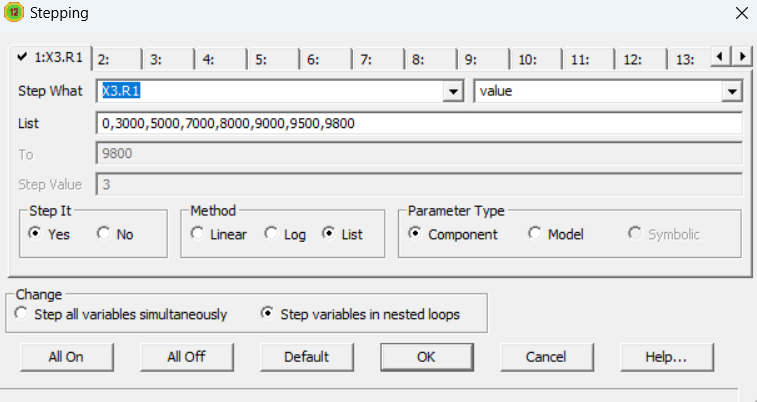 12 Stepping
1:X3.R1 2: 3: 4: 5: 6: 7: 8: 9: 10: 11: 12: 13:
Step What X3.R1 value
List 0,3000,5000,7000,8000,9000,9500,9800
To 9800
Step Value 3
Step It Method Parameter Type
Yes No Linear Log List Component Model Symbolic
Change
Step all variables simultaneously Step variables in nested loops
All On All Off Default OK Cancel Help...